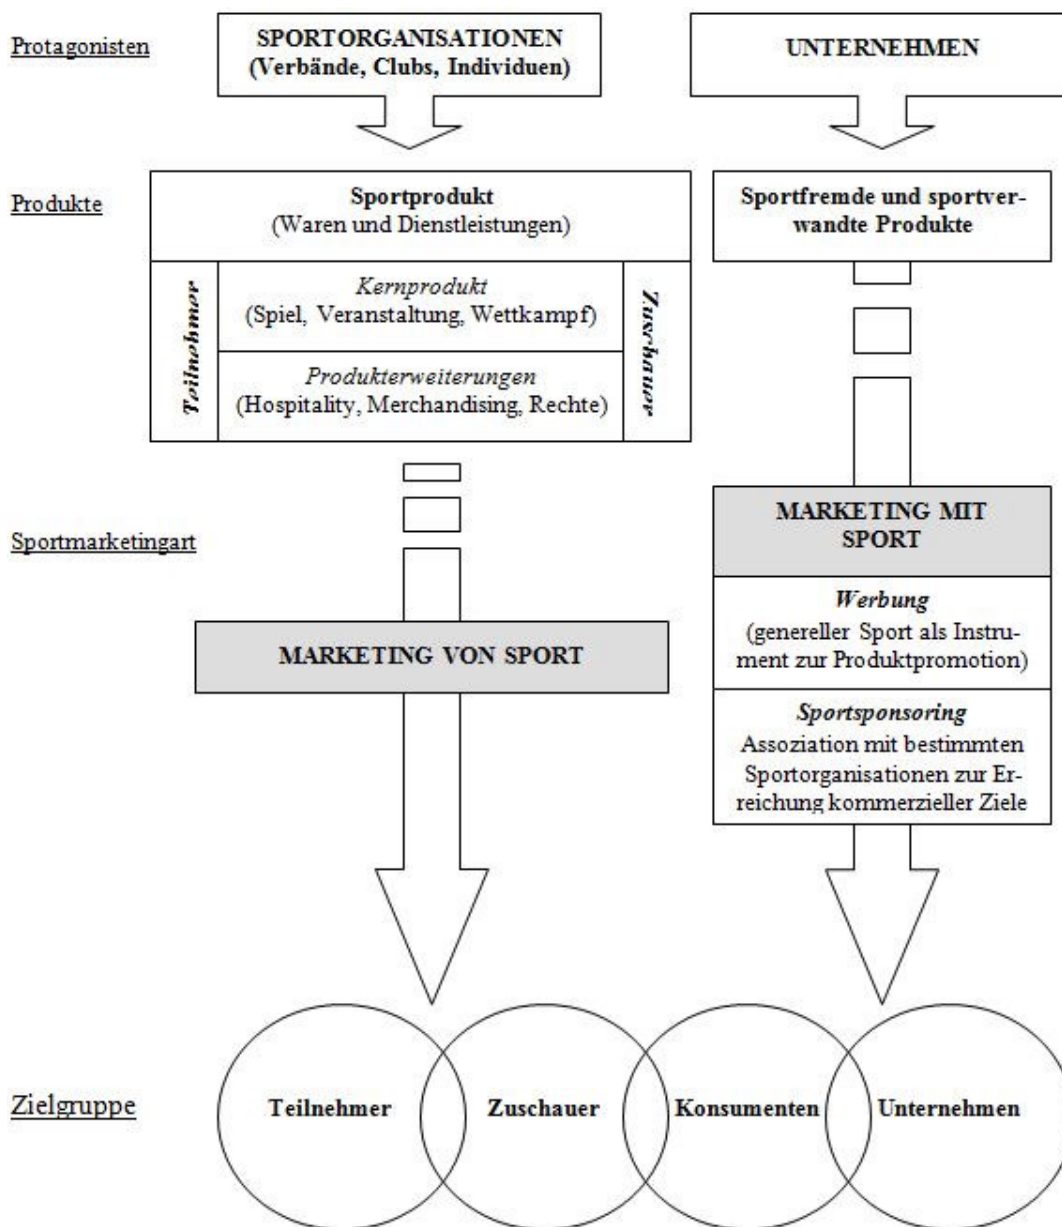 Protagonisten
SPORTORGANISATIONEN
(Verbände, Clubs, Individuen)
UNTERNEHMEN
Produkte
Sportprodukt
(Waren und Dienstleistungen)
Sportfremde und sportver-
wandte Produkte
Teilnehmer
Kernprodukt
(Spiel, Veranstaltung, Wettkampf)
Produkterweiterungen
(Hospitality, Merchandising, Rechte)
Zuschauer
Sportmarketingart
MARKETING VON SPORT
MARKETING MIT
SPORT
Werbung
(genereller Sport als Instru-
ment zur Produktpromotion)
Sportsponsoring
Assoziation mit bestimmten
Sportorganisationen zur Er-
reichung kommerzieller Ziele
Zielgruppe
Teilnehmer
Zuschauer
Konsumenten
Unternehmen